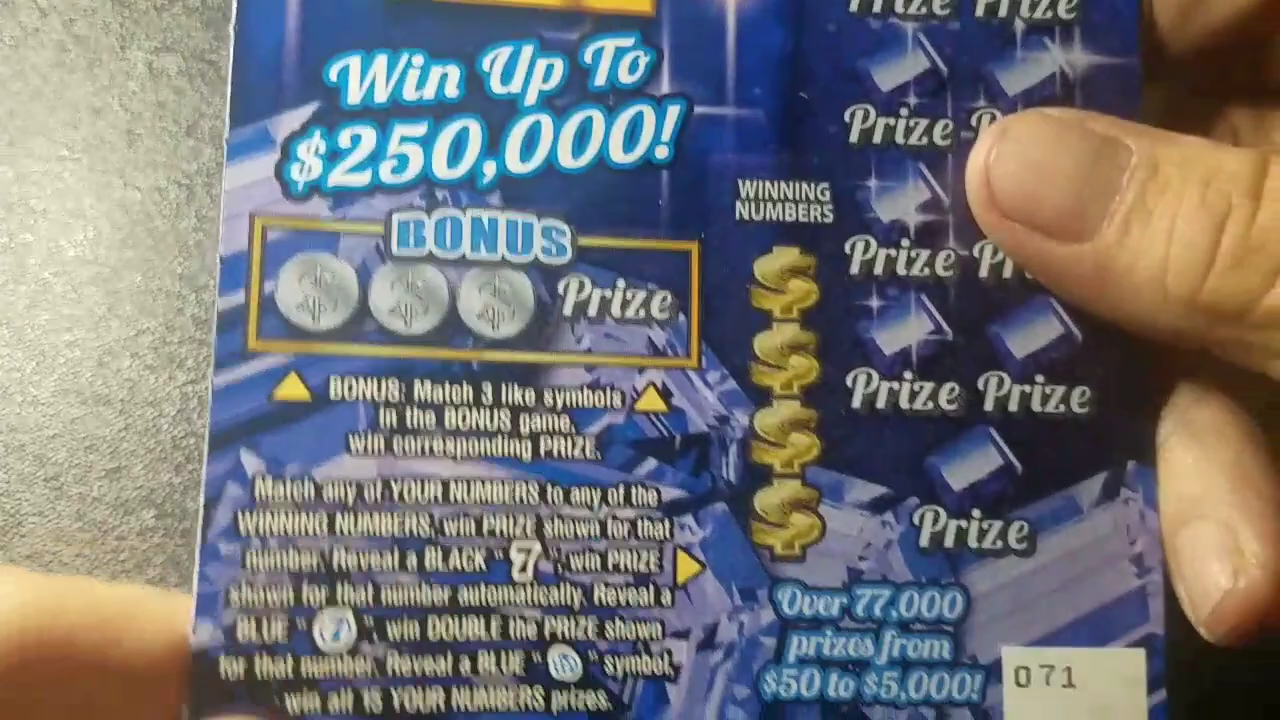 Win Up To
$250,000!
BONUS
Prize
BONUS: Match 3 like symbols
in the BONUS game,
win corresponding PRIZE.
Match any of YOUR NUMBERS to any of the
WINNING NUMBERS, win PRIZE shown for that
number. Reveal a BLACK "7", win PRIZE
shown for that number automatically. Reveal a
BLUE "7", win DOUBLE the PRIZE shown
for that number. Reveal a BLUE "15" symbol,
win all 15 YOUR NUMBERS prizes.
WINNING
NUMBERS
$
$
$
$
Prize Prize
Prize
Prize
Prize Prize
Prize
Over 77,000
prizes from
$50 to $5,000!
071